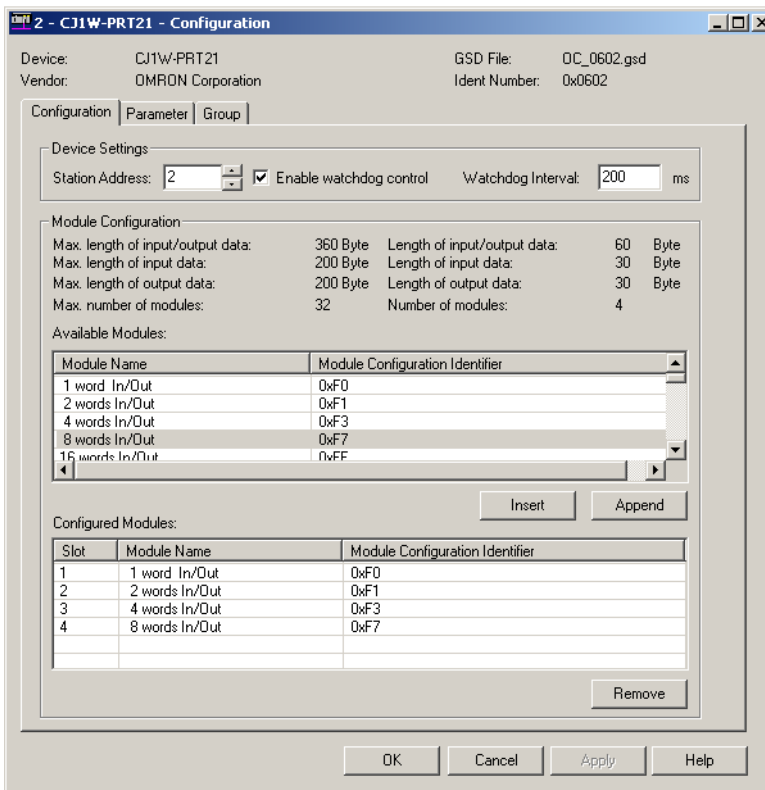 2 - CJ1W-PRT21 - Configuration
Device: CJ1W-PRT21 GSD File: OC_0602.gsd
Vendor: OMRON Corporation Ident Number: 0x0602
Configuration Parameter Group
Device Settings
Station Address: 2 Enable watchdog control Watchdog Interval: 200 ms
Module Configuration
Max. length of input/output data: 360 Byte Length of input/output data: 60 Byte
Max. length of input data: 200 Byte Length of input data: 30 Byte
Max. length of output data: 200 Byte Length of output data: 30 Byte
Max. number of modules: 32 Number of modules: 4
Available Modules:
Module Name Module Configuration Identifier
1 word In/Out 0xF0
2 words In/Out 0xF1
4 words In/Out 0xF3
8 words In/Out 0xF7
16 words In/Out 0xFF
Insert Append
Configured Modules:
Slot Module Name Module Configuration Identifier
1 1 word In/Out 0xF0
2 2 words In/Out 0xF1
3 4 words In/Out 0xF3
4 8 words In/Out 0xF7
Remove
OK Cancel Apply Help